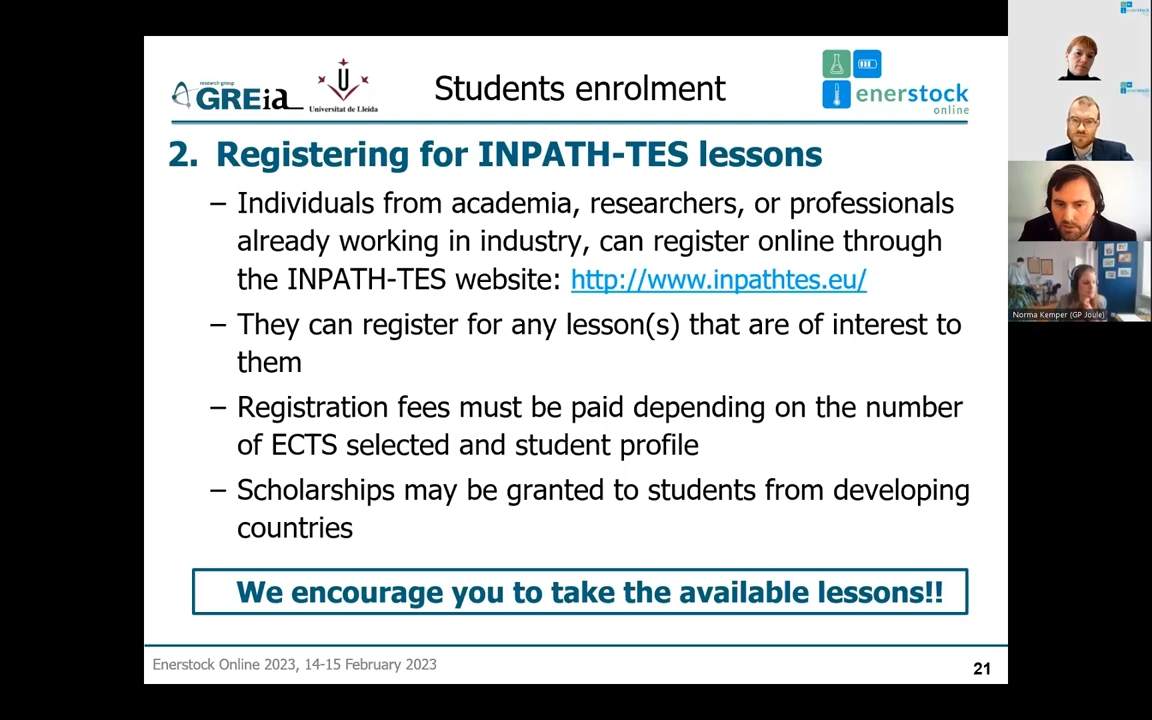 research group
GREiA
Universitat de Lleida
Students enrolment
enerstock
online
2. Registering for INPATH-TES lessons
– Individuals from academia, researchers, or professionals
already working in industry, can register online through
the INPATH-TES website: http://www.inpathtes.eu/
– They can register for any lesson(s) that are of interest to
them
– Registration fees must be paid depending on the number
of ECTS selected and student profile
– Scholarships may be granted to students from developing
countries
We encourage you to take the available lessons!!
Enerstock Online 2023, 14-15 February 2023
21
enerstock
enerstock
Norma Kemper (GP Joule)